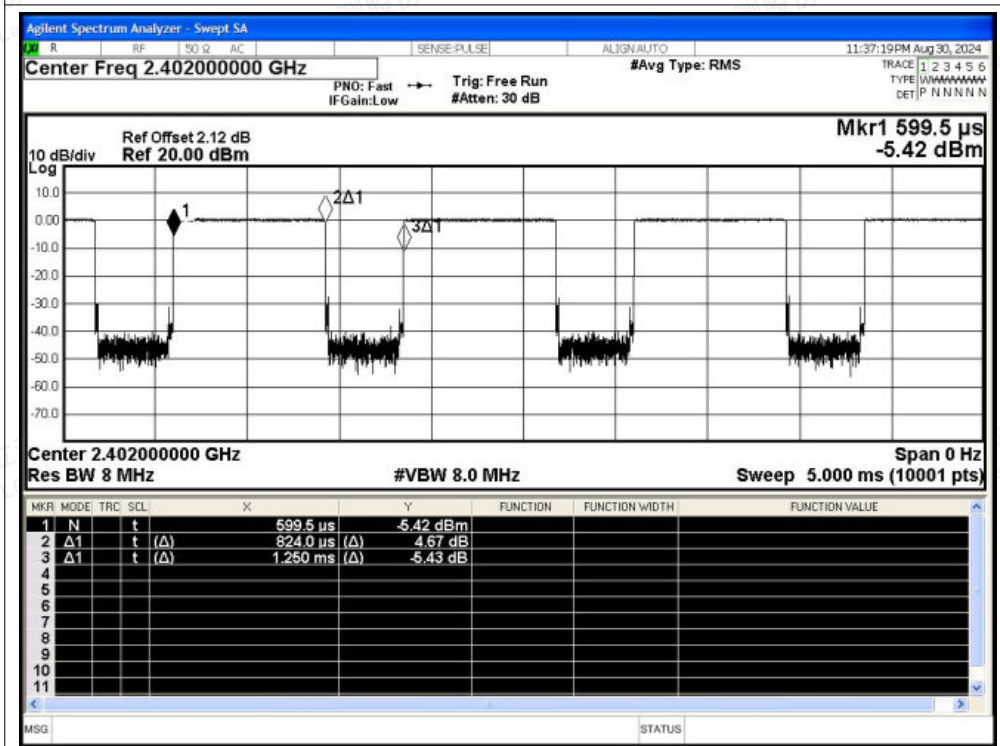 Agilent Spectrum Analyzer - Swept SA
LXI R RF 50 Ω AC SENSE:PULSE ALIGN AUTO 11:37:19 PM Aug 30, 2024
Center Freq 2.402000000 GHz
PNO: Fast
IFGain:Low
Trig: Free Run
#Atten: 30 dB
#Avg Type: RMS
TRACE 1 2 3 4 5 6
TYPE WWWWWW
DET P N N N N N
Mkr1 599.5 µs
-5.42 dBm
Ref Offset 2.12 dB
10 dB/div Ref 20.00 dBm
Log
10.0
0.00
-10.0
-20.0
-30.0
-40.0
-50.0
-60.0
-70.0
1
2Δ1
3Δ1
Center 2.402000000 GHz Span 0 Hz
Res BW 8 MHz #VBW 8.0 MHz Sweep 5.000 ms (10001 pts)
MKR MODE TRC SCL X Y FUNCTION FUNCTION WIDTH FUNCTION VALUE
1 N t 599.5 µs -5.42 dBm
2 Δ1 t (Δ) 824.0 µs (Δ) 4.67 dB
3 Δ1 t (Δ) 1.250 ms (Δ) -5.43 dB
4
5
6
7
8
9
10
11
MSG STATUS